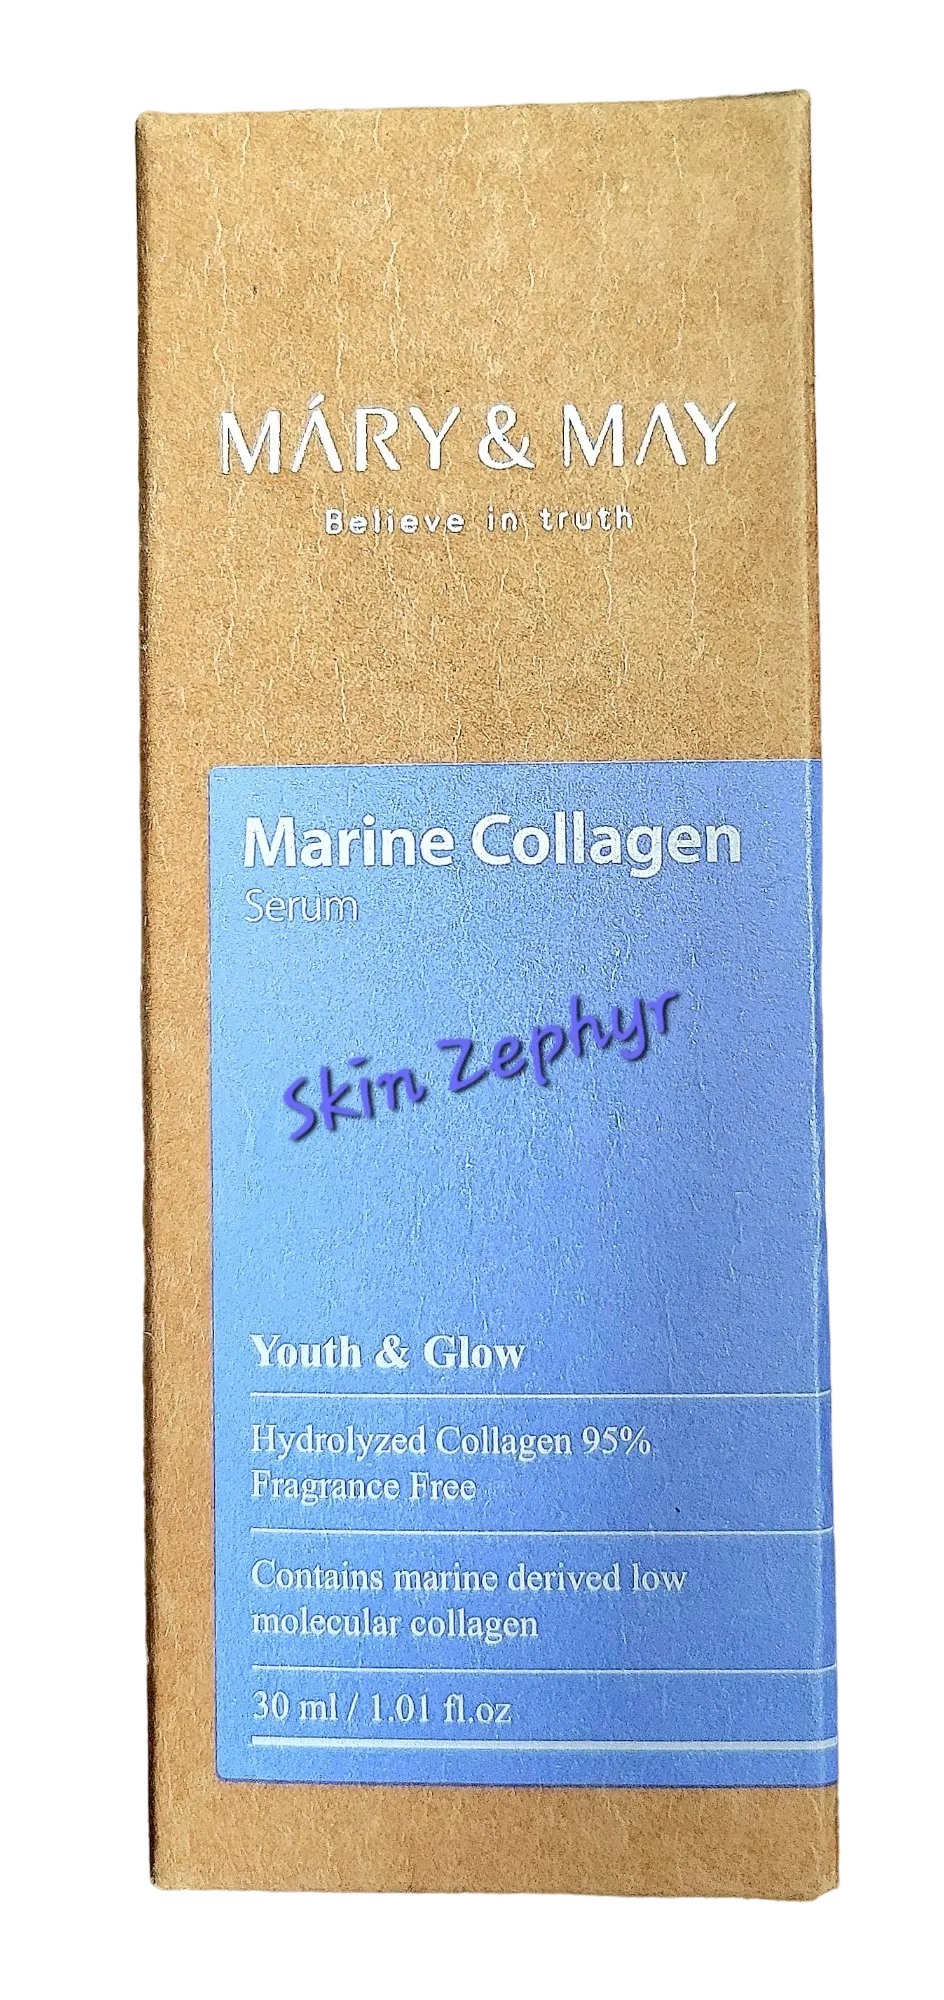 MÁRY & MAY
Believe in truth
Marine Collagen
Serum
Skin Zephyr
Youth & Glow
Hydrolyzed Collagen 95%
Fragrance Free
Contains marine derived low
molecular collagen
30 ml / 1.01 fl.oz